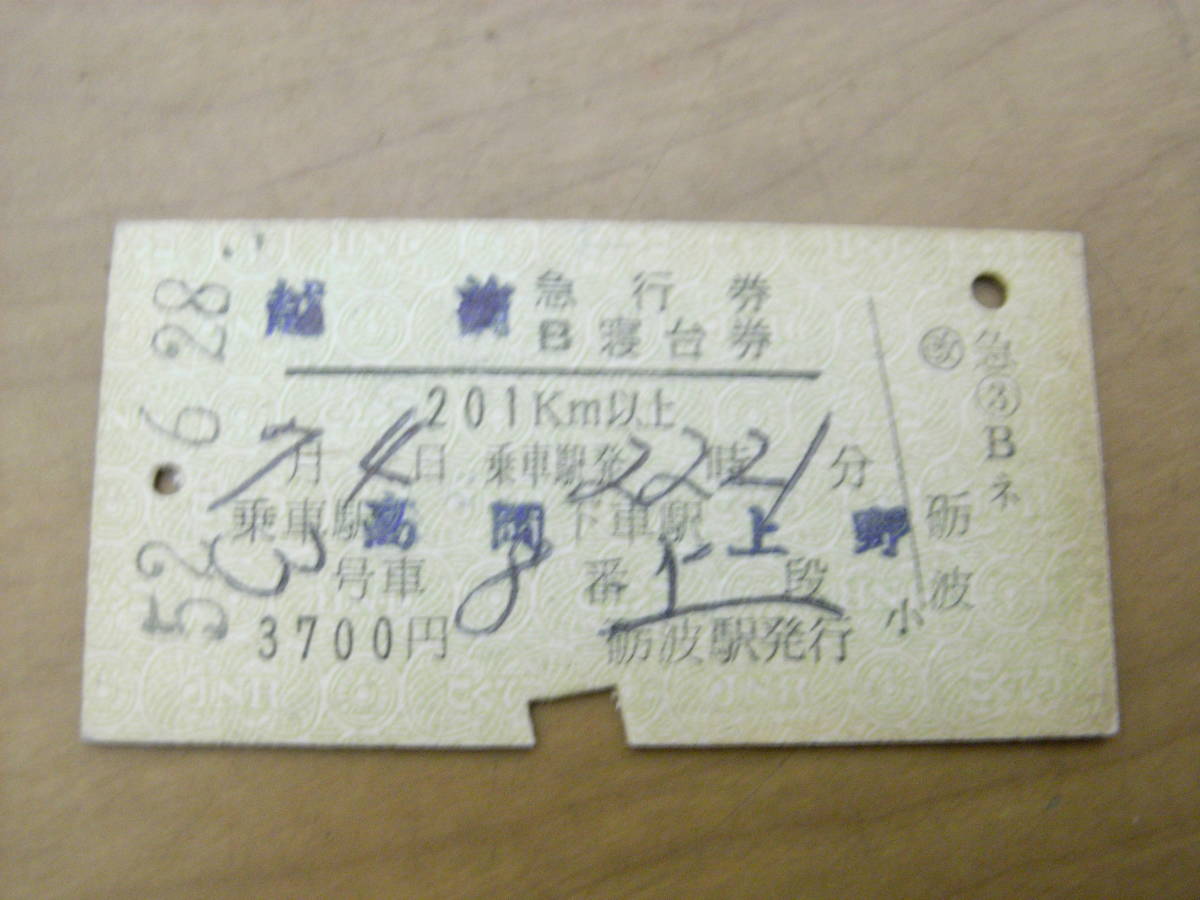 52 6 28
越前 急行券
B寝台券
201Km以上
7月4日 乗車駅発22時21分
乗車駅 高岡 下車駅 上野
3号車 8番 下段
3700円 砺波駅発行
急③Bネ
砺波
小